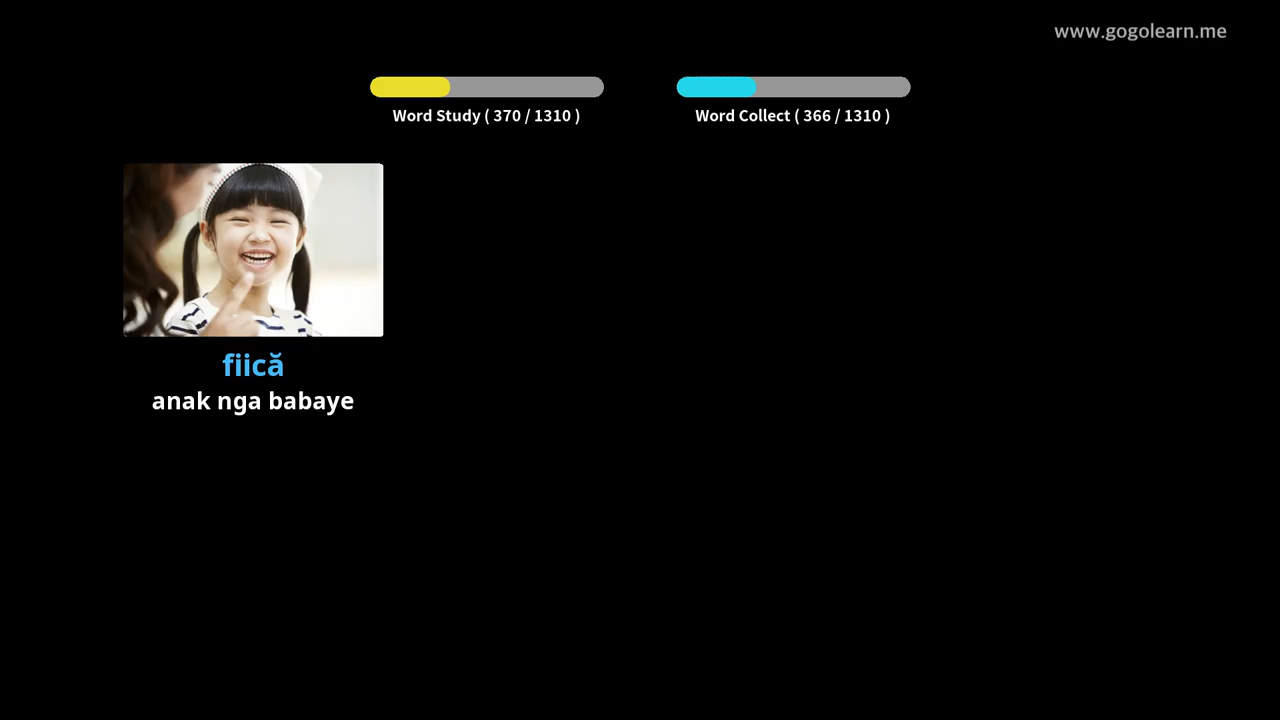 www.gogolearn.me
Word Study ( 370 / 1310 )
Word Collect ( 366 / 1310 )
fiică
anak nga babaye